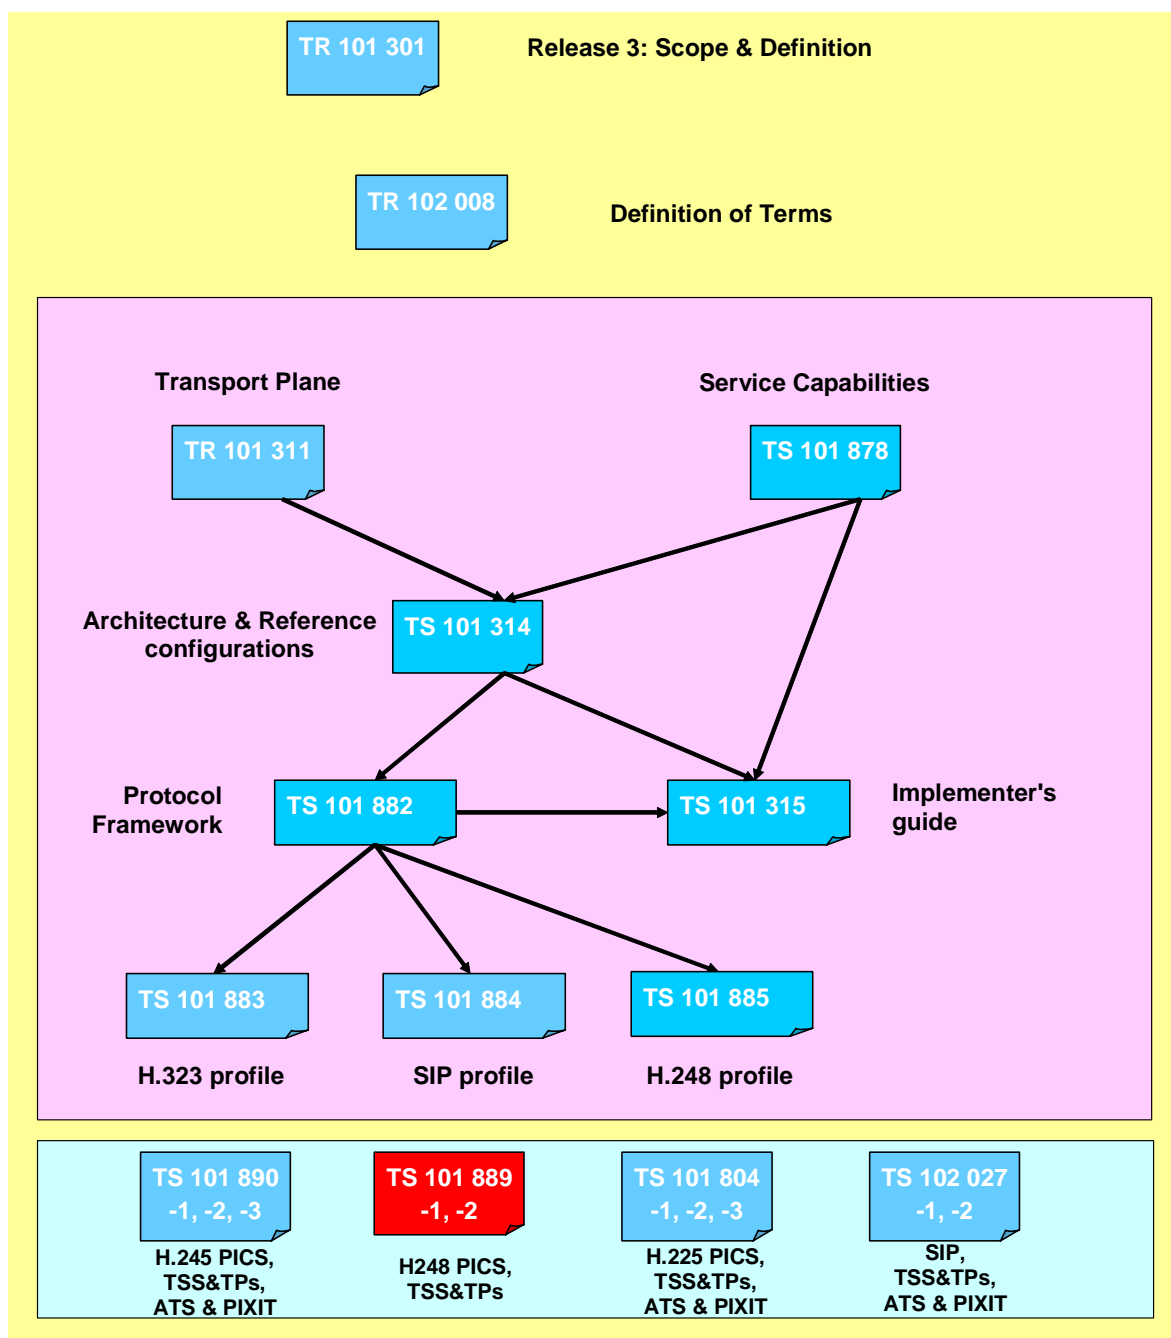 TR 101 301
Release 3: Scope & Definition
TR 102 008
Definition of Terms
Transport Plane
Service Capabilities
TR 101 311
TS 101 878
Architecture & Reference
configurations
TS 101 314
Protocol
Framework
TS 101 882
TS 101 315
Implementer's
guide
TS 101 883
TS 101 884
TS 101 885
H.323 profile
SIP profile
H.248 profile
TS 101 890
-1, -2, -3
H.245 PICS,
TSS&TPs,
ATS & PIXIT
TS 101 889
-1, -2
H248 PICS,
TSS&TPs
TS 101 804
-1, -2, -3
H.225 PICS,
TSS&TPs,
ATS & PIXIT
TS 102 027
-1, -2
SIP,
TSS&TPs,
ATS & PIXIT